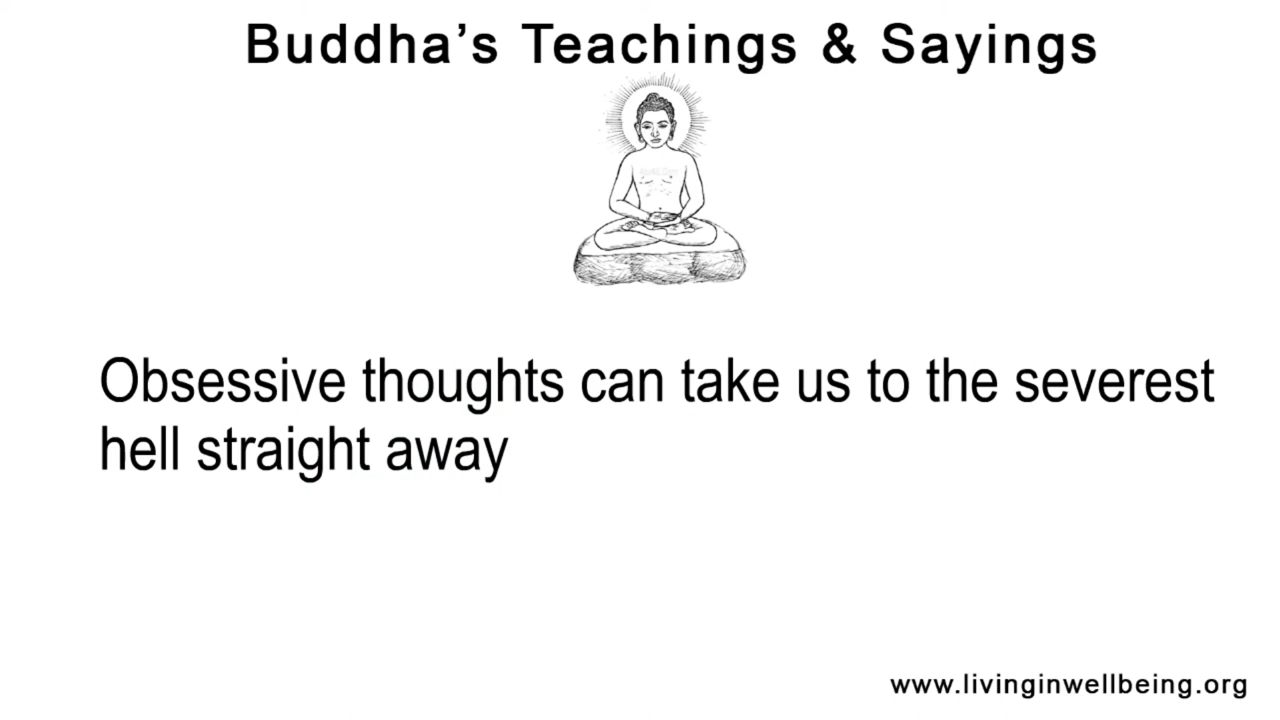 Buddha’s Teachings & Sayings
Obsessive thoughts can take us to the severest
hell straight away
www.livinginwellbeing.org